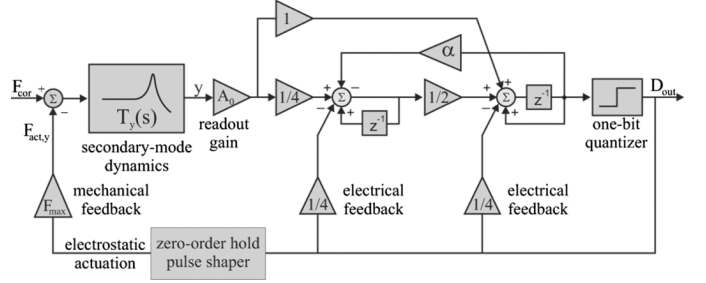 1
α
F_cor
+
Σ
−
T_y(s)
y
A_0
1/4
+
−
Σ
−
+
z^-1
1/2
+
+
Σ
−
+
z^-1
D_out
F_act,y
readout
gain
one-bit
quantizer
secondary-mode
dynamics
F_max
mechanical
feedback
1/4
electrical
feedback
1/4
electrical
feedback
electrostatic
actuation
zero-order hold
pulse shaper